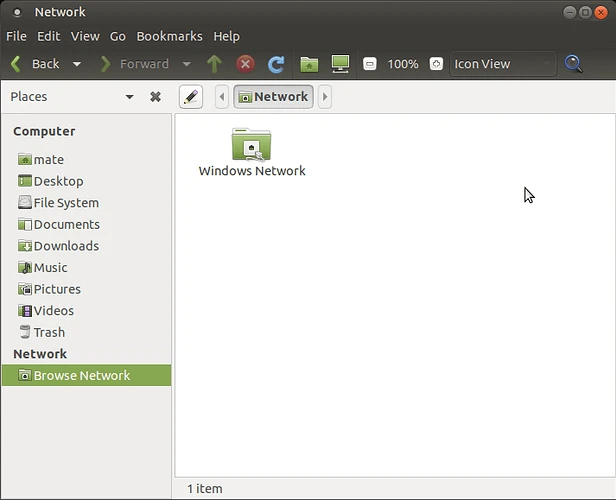 Network
File Edit View Go Bookmarks Help
Back Forward 100% Icon View
Places Network
Computer
mate
Desktop
File System
Documents
Downloads
Music
Pictures
Videos
Trash
Network
Browse Network
Windows Network
1 item